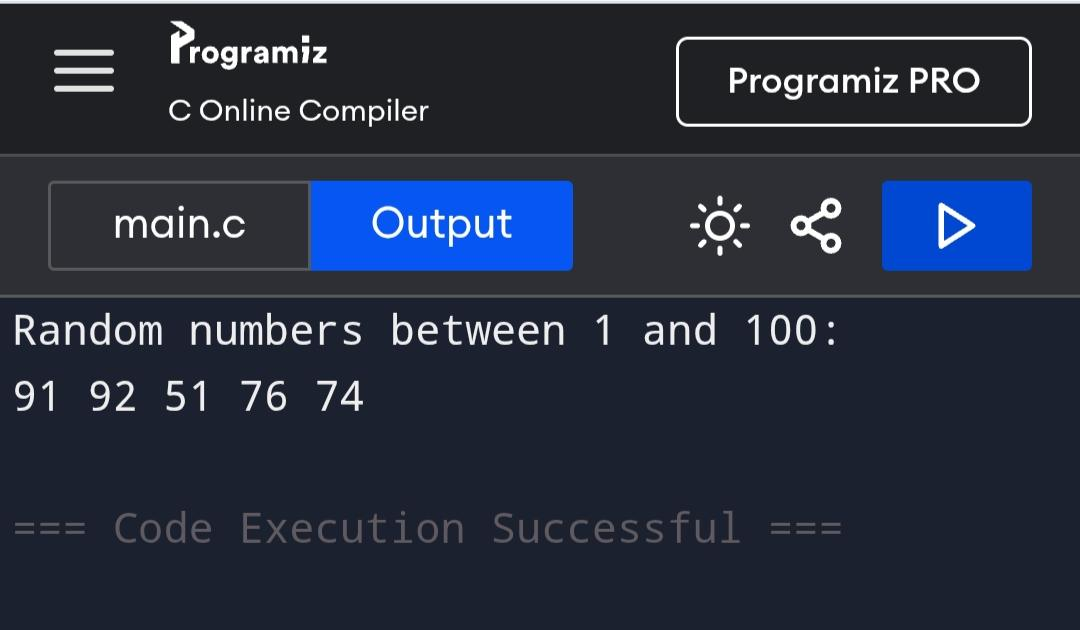 Programiz
C Online Compiler
Programiz PRO
main.c
Output
Random numbers between 1 and 100:
91 92 51 76 74
=== Code Execution Successful ===